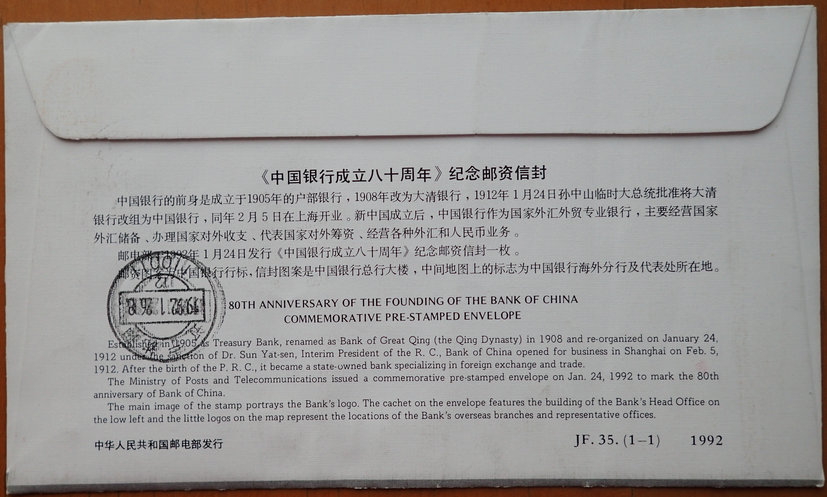 《中国银行成立八十周年》纪念邮资信封
中国银行的前身是成立于1905年的户部银行，1908年改为大清银行，1912年1月24日孙中山临时大总统批准将大清
银行改组为中国银行，同年2月5日在上海开业。新中国成立后，中国银行作为国家外汇外贸专业银行，主要经营国家
外汇储备、办理国家对外收支、代表国家对外筹资、经营各种外汇和人民币业务。
邮电部1992年1月24日发行《中国银行成立八十周年》纪念邮资信封一枚。
邮资图案为中国银行行标，信封图案是中国银行总行大楼，中间地图上的标志为中国银行海外分行及代表处所在地。
80TH ANNIVERSARY OF THE FOUNDING OF THE BANK OF CHINA
COMMEMORATIVE PRE-STAMPED ENVELOPE
Established in 1905 as Treasury Bank, renamed as Bank of Great Qing (the Qing Dynasty) in 1908 and re-organized on January 24,
1912 under the sanction of Dr. Sun Yat-sen, Interim President of the R. C., Bank of China opened for business in Shanghai on Feb. 5,
1912. After the birth of the P. R. C., it became a state-owned bank specializing in foreign exchange and trade.
The Ministry of Posts and Telecommunications issued a commemorative pre-stamped envelope on Jan. 24, 1992 to mark the 80th
anniversary of Bank of China.
The main image of the stamp portrays the Bank's logo. The cachet on the envelope features the building of the Bank's Head Office on
the low left and the little logos on the map represent the locations of the Bank's overseas branches and representative offices.
中华人民共和国邮电部发行
JF. 35. (1-1) 1992